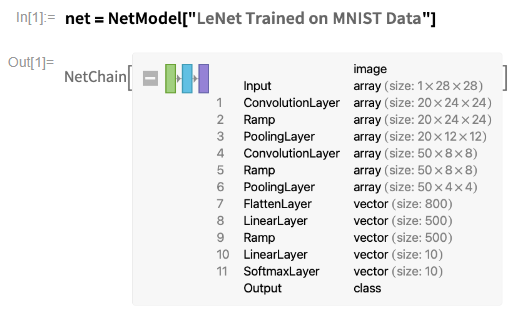 In[1]:= net = NetModel["LeNet Trained on MNIST Data"]
Out[1]=
NetChain[
image
Input array (size: 1×28×28)
1 ConvolutionLayer array (size: 20×24×24)
2 Ramp array (size: 20×24×24)
3 PoolingLayer array (size: 20×12×12)
4 ConvolutionLayer array (size: 50×8×8)
5 Ramp array (size: 50×8×8)
6 PoolingLayer array (size: 50×4×4)
7 FlattenLayer vector (size: 800)
8 LinearLayer vector (size: 500)
9 Ramp vector (size: 500)
10 LinearLayer vector (size: 10)
11 SoftmaxLayer vector (size: 10)
Output class
]